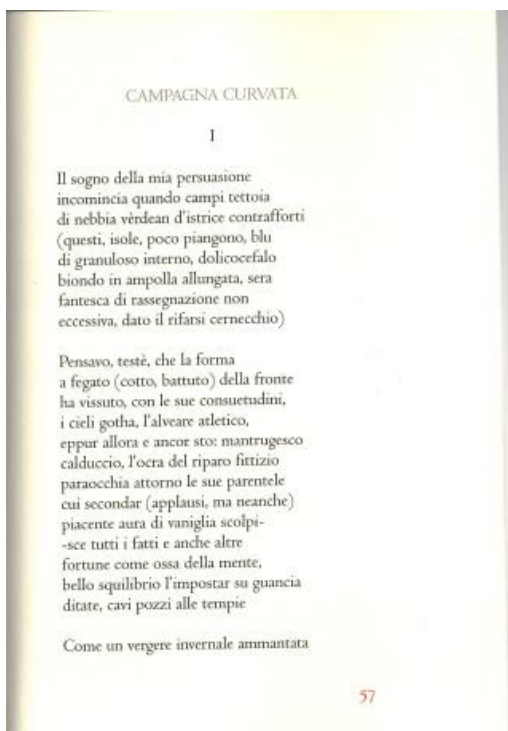 CAMPAGNA CURVATA
I
Il sogno della mia persuasione
incomincia quando campi tettoia
di nebbia vèrdean d'istrice contrafforti
(questi, isole, poco piangono, blu
di granuloso interno, dolicocefalo
biondo in ampolla allungata, sera
fantesca di rassegnazione non
eccessiva, dato il rifarsi cernecchio)
Pensavo, testè, che la forma
a fegato (cotto, battuto) della fronte
ha vissuto, con le sue consuetudini,
i cieli gotha, l'alveare atletico,
eppur allora e ancor sto: mantrugesco
calduccio, l'ocra del riparo fittizio
paraocchia attorno le sue parentele
cui secondar (applausi, ma neanche)
piacente aura di vaniglia scolpi-
-sce tutti i fatti e anche altre
fortune come ossa della mente,
bello squilibrio l'impostar su guancia
ditate, cavi pozzi alle tempie
Come un vergere invernale ammantata
57